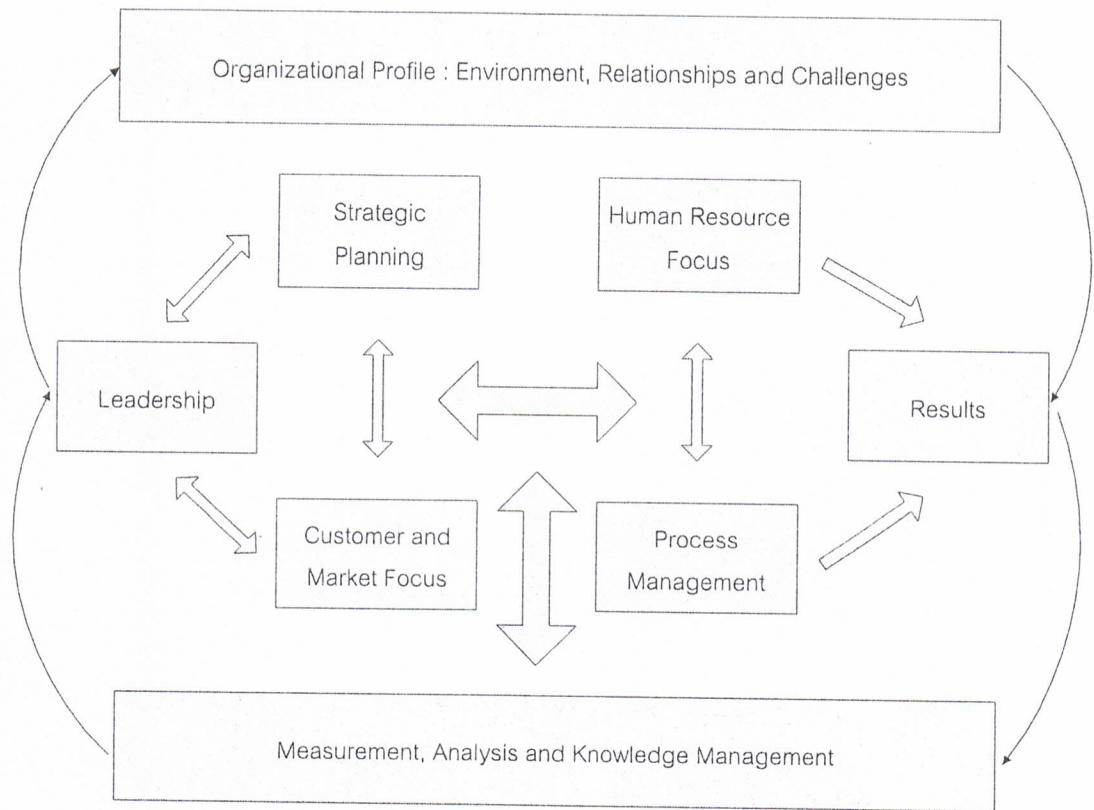 Organizational Profile : Environment, Relationships and Challenges
Strategic
Planning
Human Resource
Focus
Leadership
Results
Customer and
Market Focus
Process
Management
Measurement, Analysis and Knowledge Management